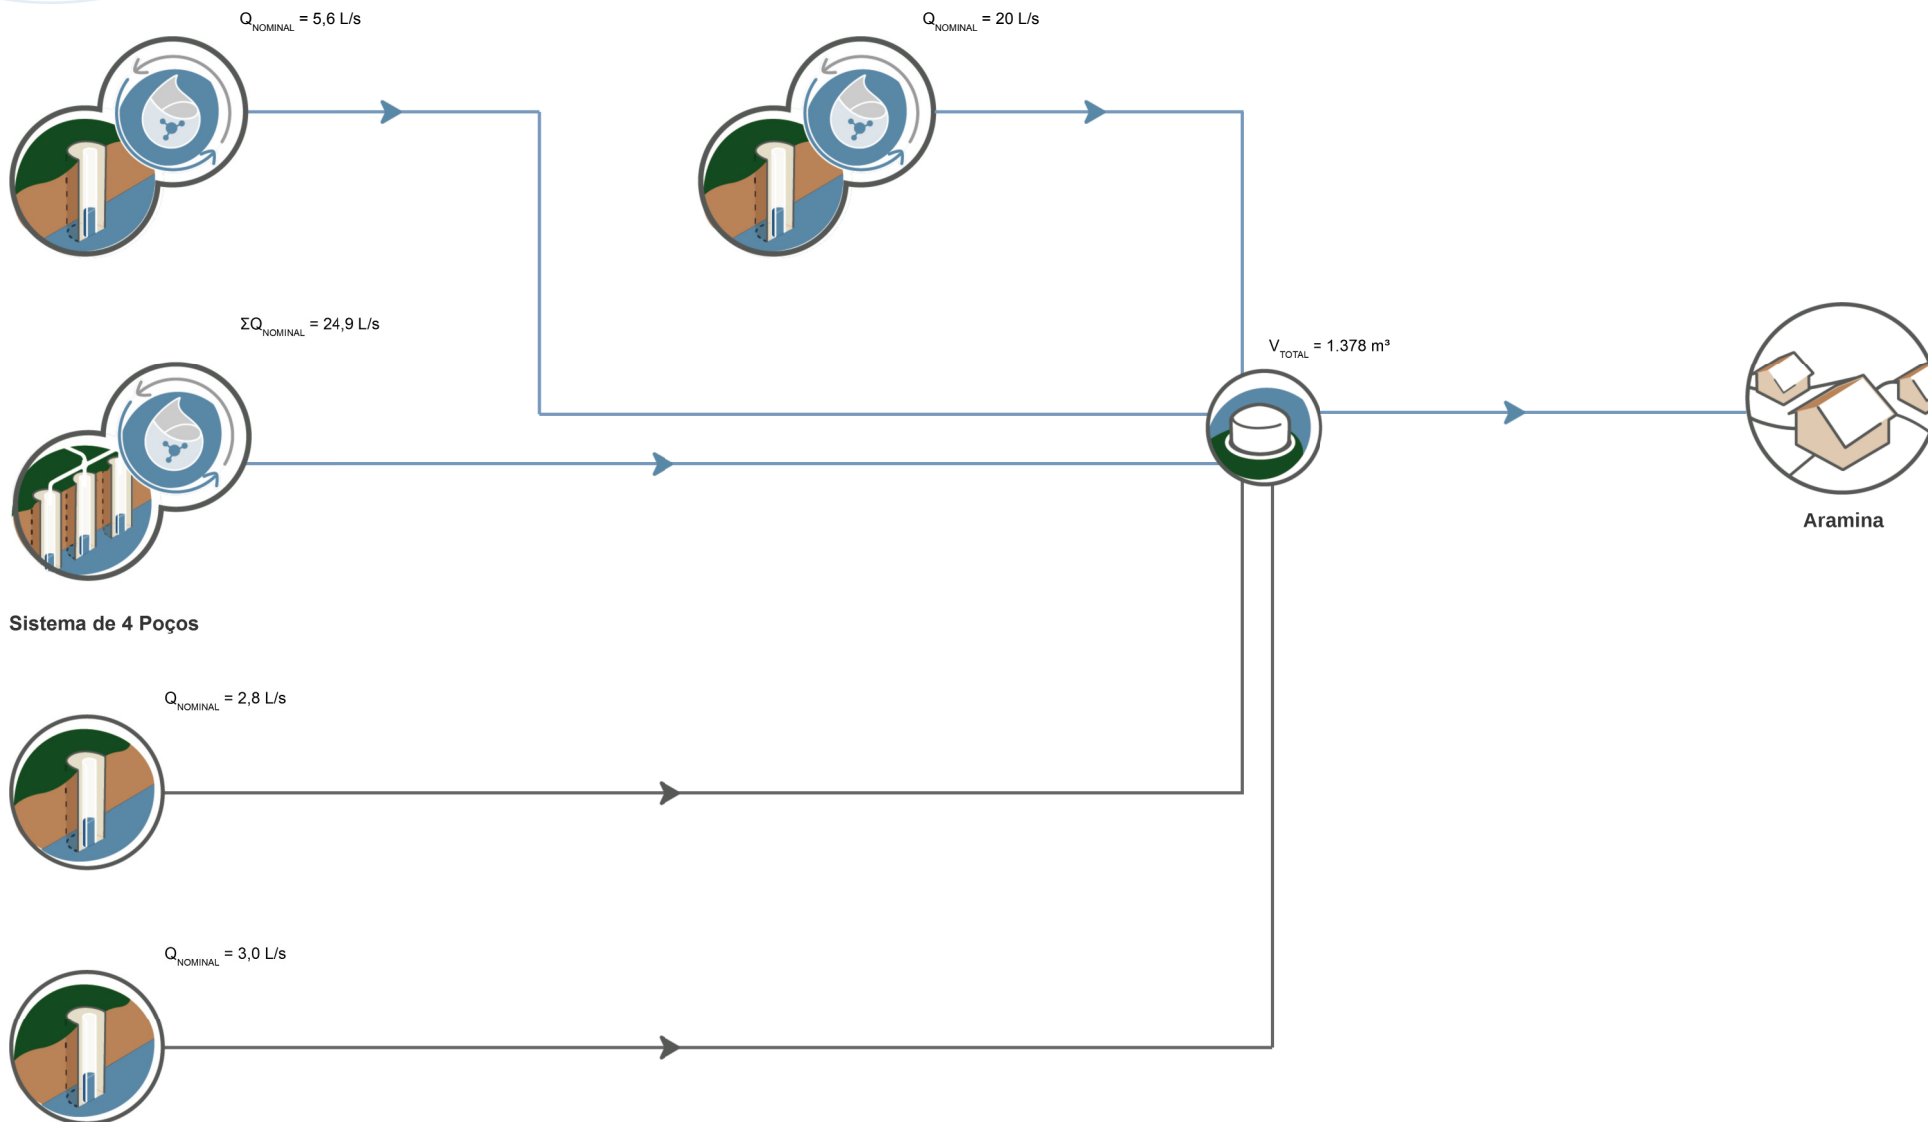 QNOMINAL = 5,6 L/s
QNOMINAL = 20 L/s
ΣQNOMINAL = 24,9 L/s
VTOTAL = 1.378 m³
Aramina
Sistema de 4 Poços
QNOMINAL = 2,8 L/s
QNOMINAL = 3,0 L/s